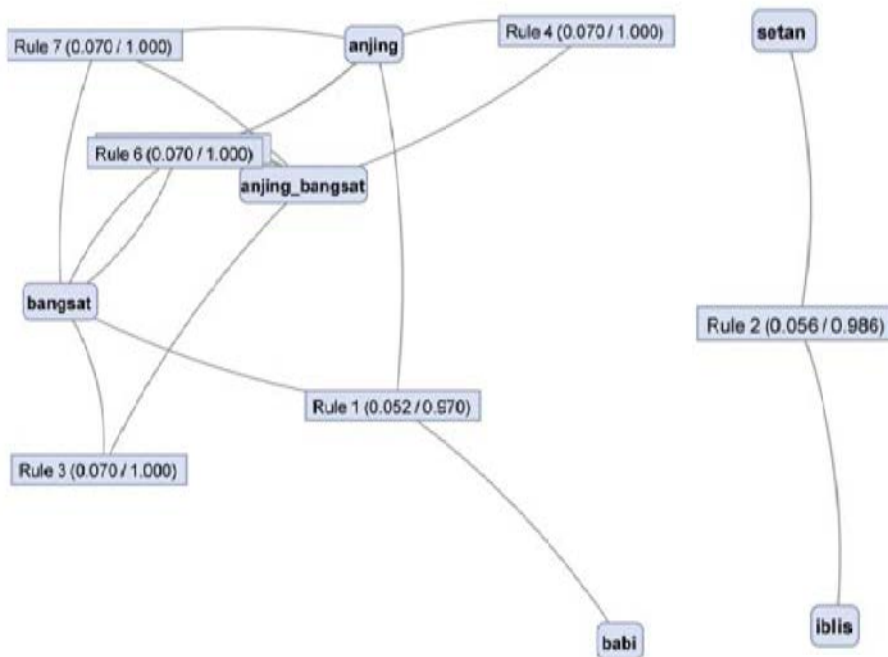 Rule 7 (0.070 / 1.000)
anjing
Rule 4 (0.070 / 1.000)
setan
Rule 6 (0.070 / 1.000)
anjing_bangsat
bangsat
Rule 2 (0.056 / 0.986)
Rule 1 (0.052 / 0.970)
Rule 3 (0.070 / 1.000)
babi
iblis